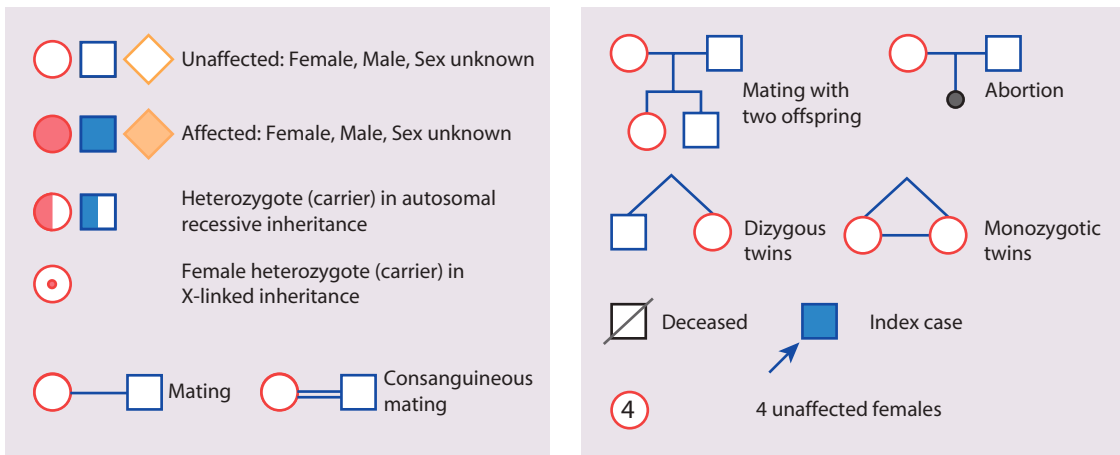 Unaffected: Female, Male, Sex unknown
Affected: Female, Male, Sex unknown
Heterozygote (carrier) in autosomal
recessive inheritance
Female heterozygote (carrier) in
X-linked inheritance
Mating
Consanguineous
mating
Mating with
two offspring
Abortion
Dizygous
twins
Monozygotic
twins
Deceased
Index case
4
4 unaffected females